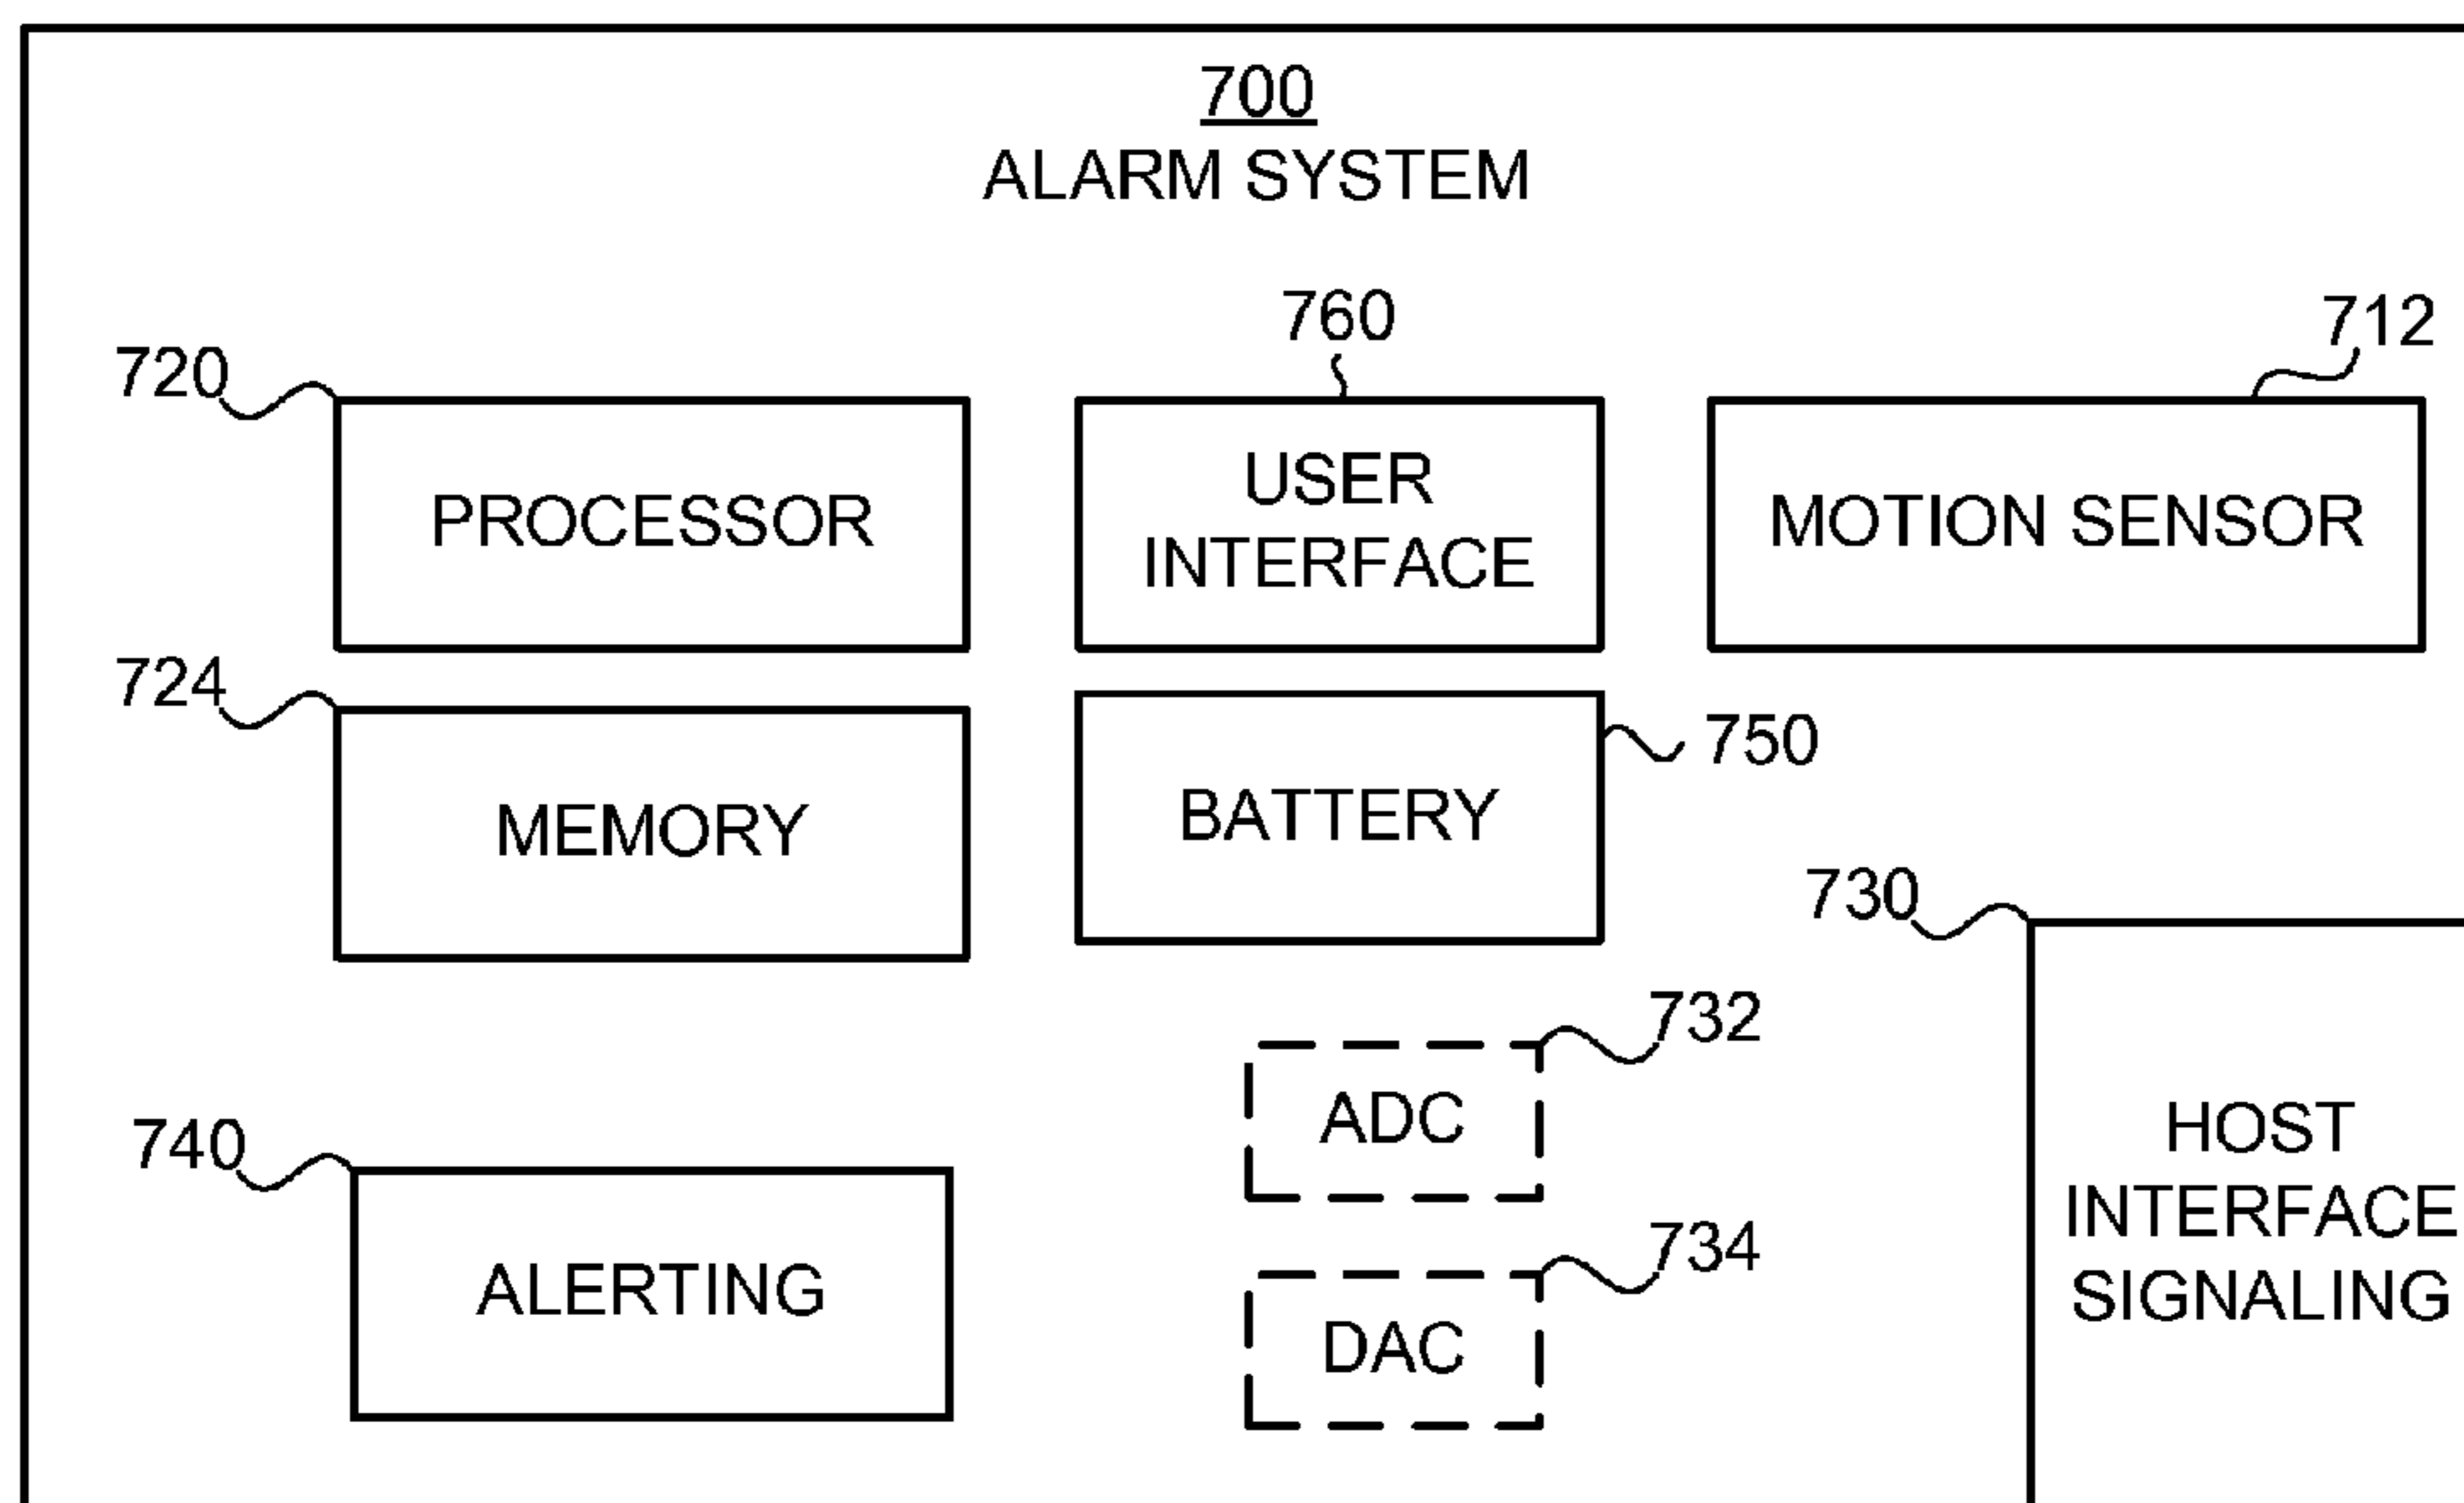 700
ALARM SYSTEM
760
712
720
PROCESSOR
USER
INTERFACE
MOTION SENSOR
724
MEMORY
750
BATTERY
730
732
ADC
740
ALERTING
734
DAC
HOST
INTERFACE
SIGNALING